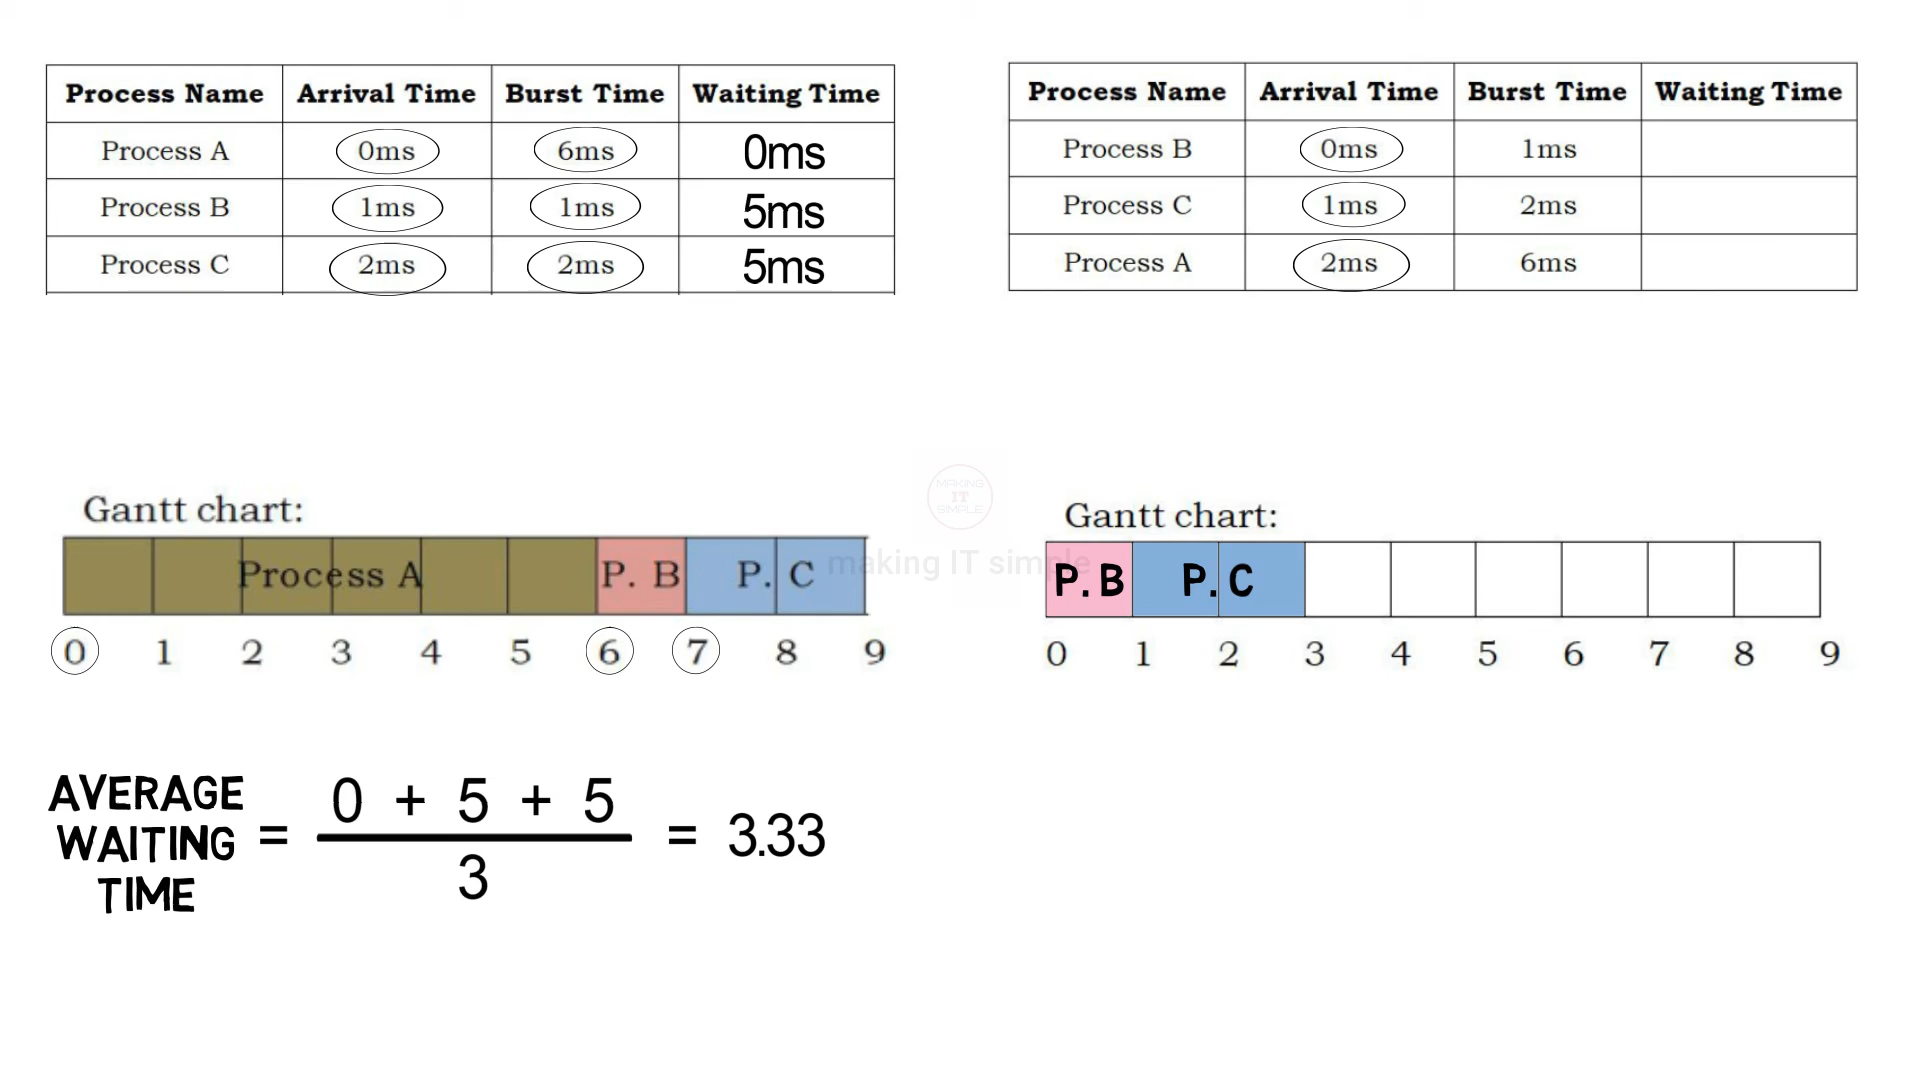 Process Name Arrival Time Burst Time Waiting Time
Process A 0ms 6ms 0ms
Process B 1ms 1ms 5ms
Process C 2ms 2ms 5ms
Process Name Arrival Time Burst Time Waiting Time
Process B 0ms 1ms
Process C 1ms 2ms
Process A 2ms 6ms
MAKING
IT
SIMPLE
making IT simple
Gantt chart:
Process A P. B P. C
0 1 2 3 4 5 6 7 8 9
Gantt chart:
P. B P. C
0 1 2 3 4 5 6 7 8 9
AVERAGE
WAITING
TIME
= 0 + 5 + 5
3
= 3.33